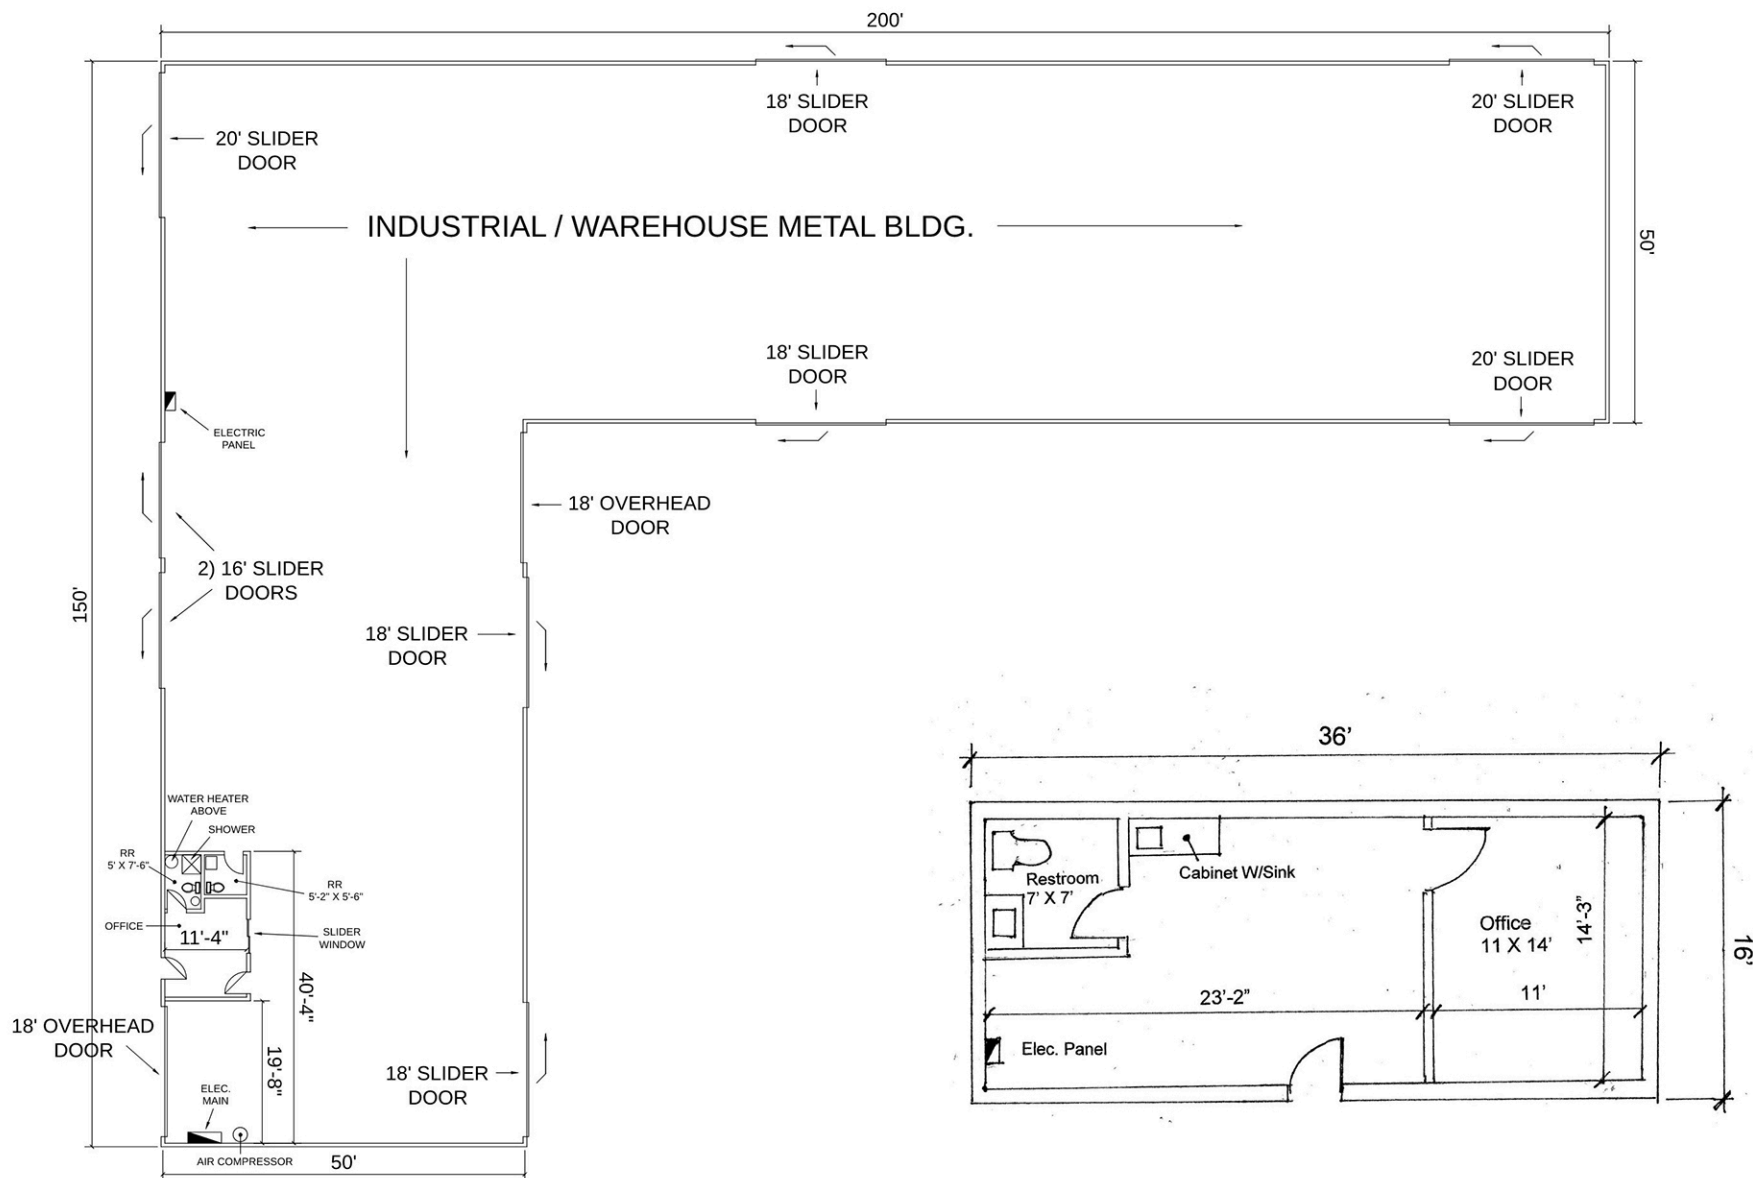 200'
18' SLIDER
DOOR
20' SLIDER
DOOR
20' SLIDER
DOOR
INDUSTRIAL / WAREHOUSE METAL BLDG.
50'
18' SLIDER
DOOR
20' SLIDER
DOOR
ELECTRIC
PANEL
18' OVERHEAD
DOOR
2) 16' SLIDER
DOORS
150'
18' SLIDER
DOOR
WATER HEATER
ABOVE
SHOWER
RR
5' X 7'-6"
RR
5'-2" X 5'-6"
OFFICE
11'-4"
SLIDER
WINDOW
40'-4"
18' OVERHEAD
DOOR
19'-8"
18' SLIDER
DOOR
ELEC.
MAIN
AIR COMPRESSOR
50'
36'
Restroom
7' X 7'
Cabinet W/Sink
Office
11 X 14'
14'-3"
16'
23'-2"
11'
Elec. Panel